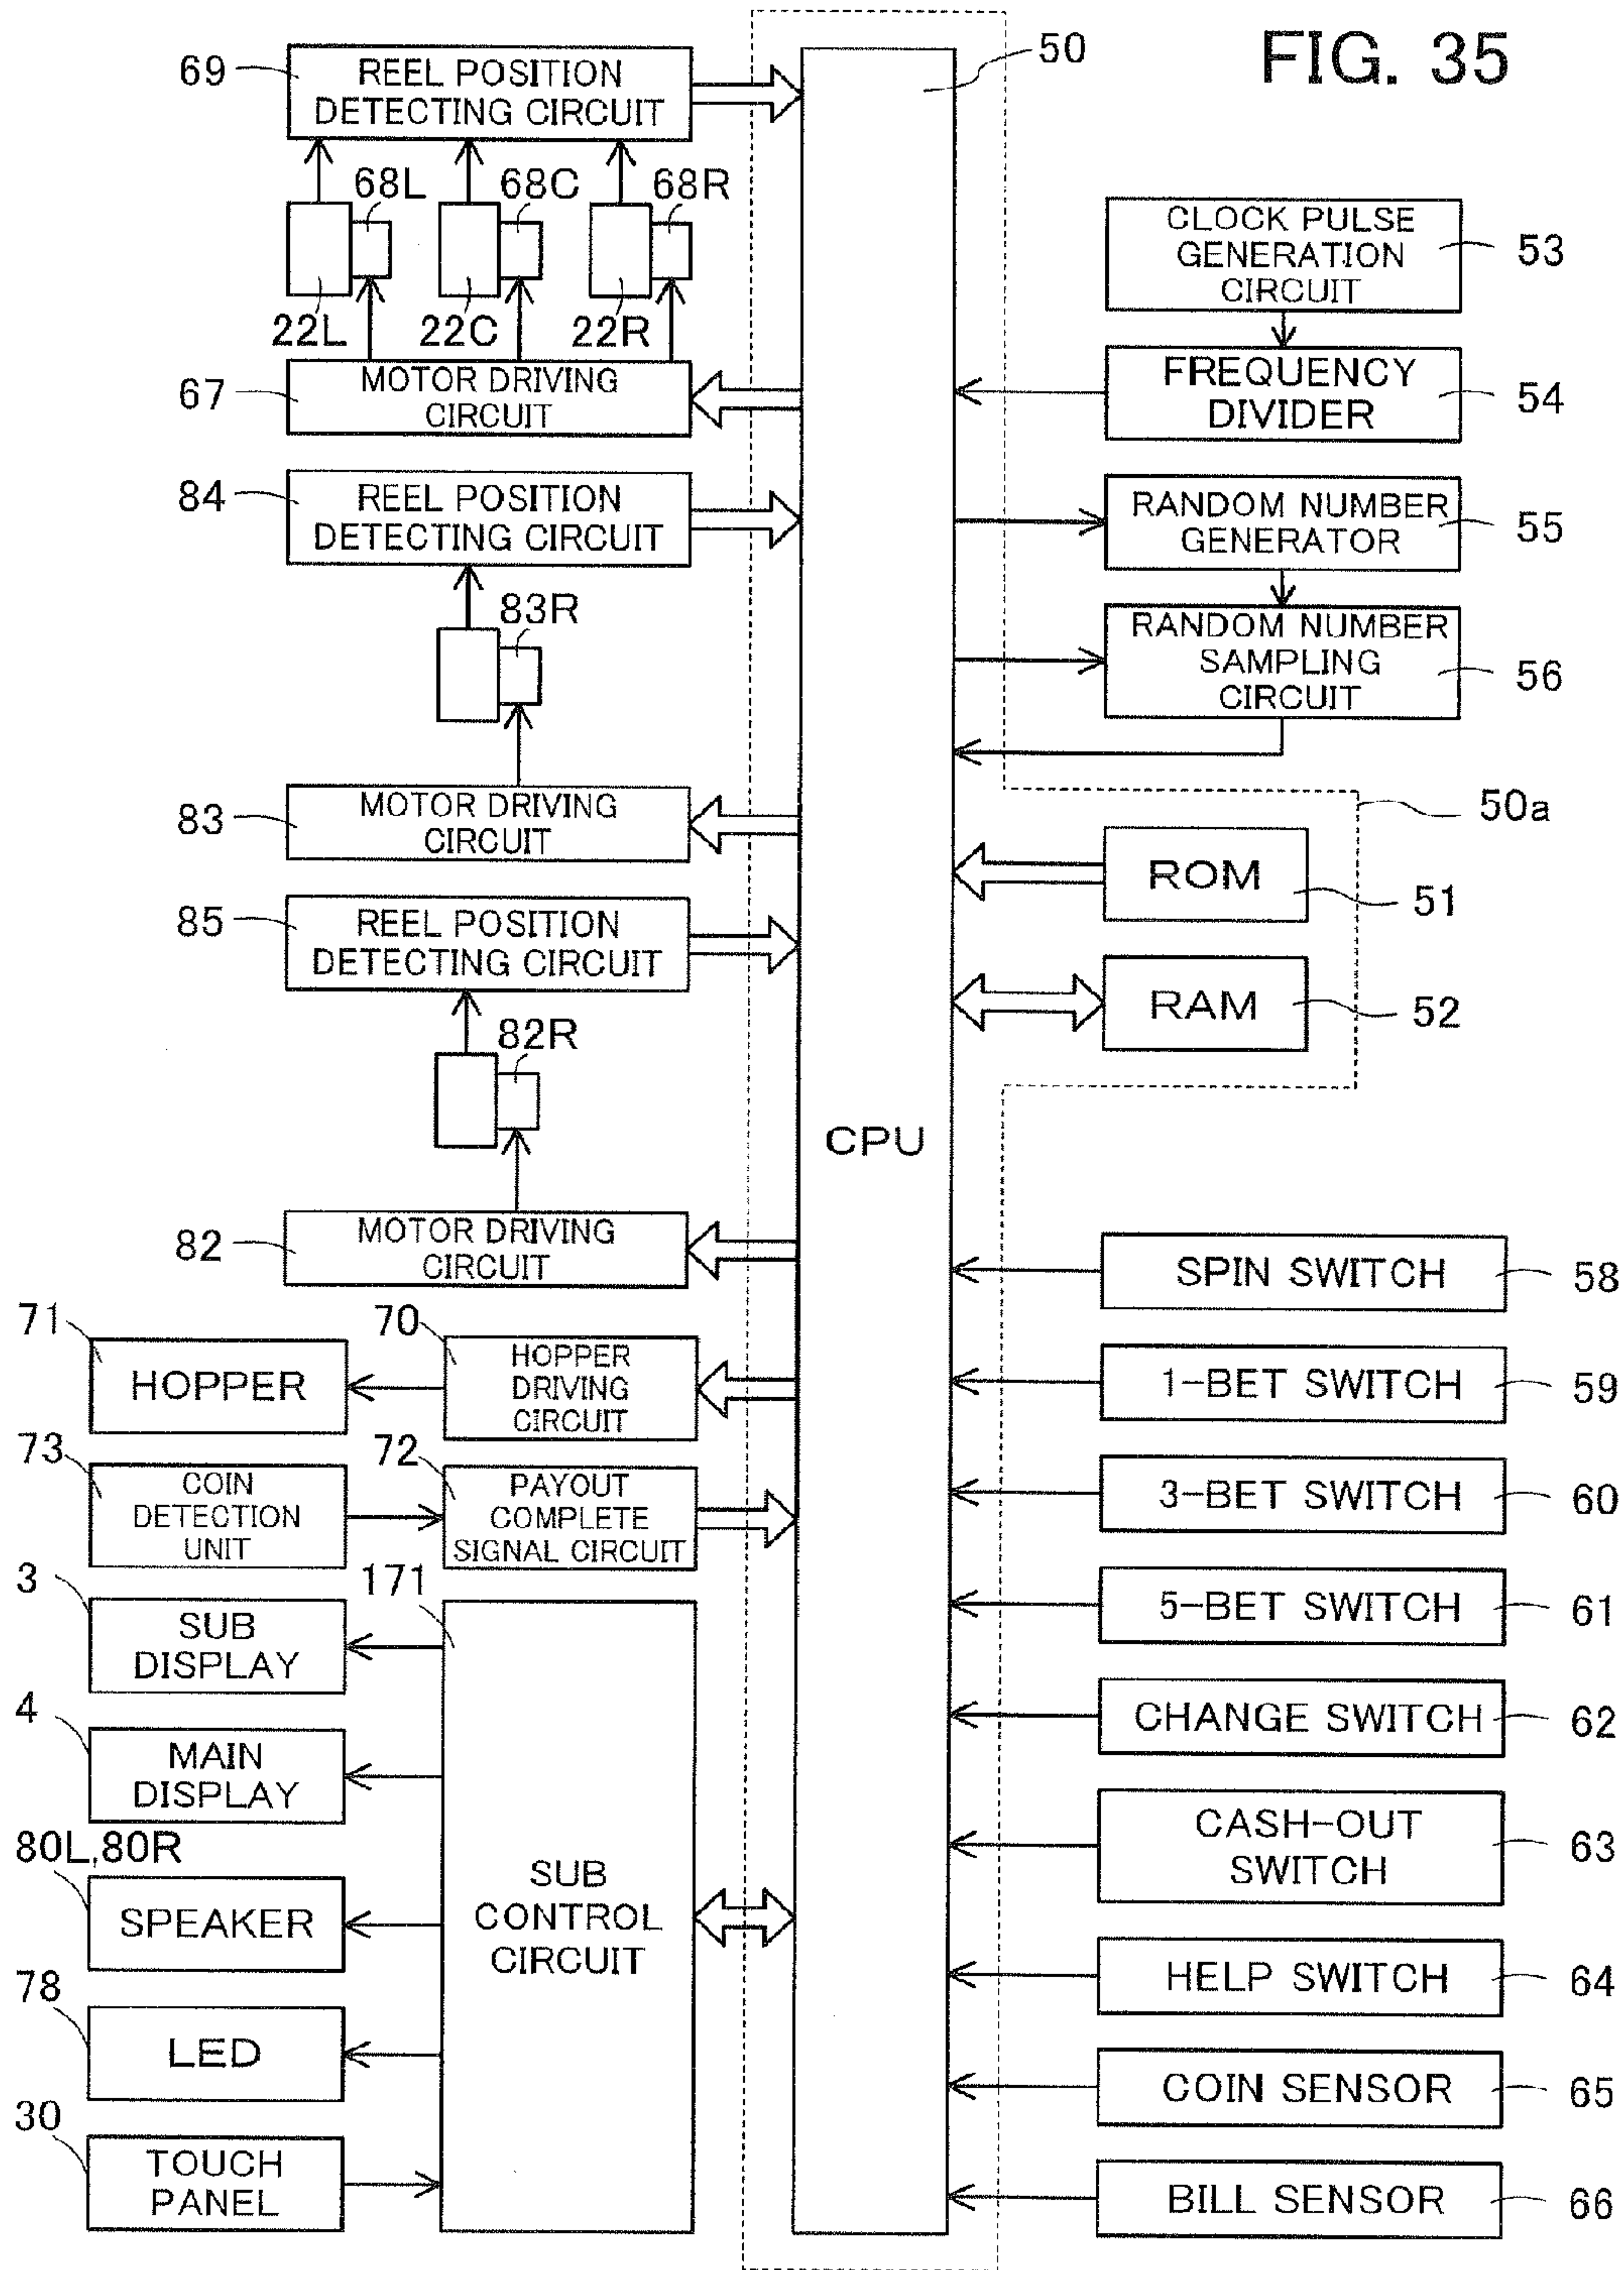 FIG. 35
50
69
REEL POSITION
DETECTING CIRCUIT
68L
68C
68R
22L
22C
22R
67
MOTOR DRIVING
CIRCUIT
84
REEL POSITION
DETECTING CIRCUIT
83R
83
MOTOR DRIVING
CIRCUIT
85
REEL POSITION
DETECTING CIRCUIT
82R
82
MOTOR DRIVING
CIRCUIT
71
HOPPER
70
HOPPER
DRIVING
CIRCUIT
73
COIN
DETECTION
UNIT
72
PAYOUT
COMPLETE
SIGNAL CIRCUIT
3
SUB
DISPLAY
171
4
MAIN
DISPLAY
80L,80R
SPEAKER
SUB
CONTROL
CIRCUIT
78
LED
30
TOUCH
PANEL
CPU
CLOCK PULSE
GENERATION
CIRCUIT
53
FREQUENCY
DIVIDER
54
RANDOM NUMBER
GENERATOR
55
RANDOM NUMBER
SAMPLING
CIRCUIT
56
50a
ROM
51
RAM
52
SPIN SWITCH
58
1-BET SWITCH
59
3-BET SWITCH
60
5-BET SWITCH
61
CHANGE SWITCH
62
CASH-OUT
SWITCH
63
HELP SWITCH
64
COIN SENSOR
65
BILL SENSOR
66